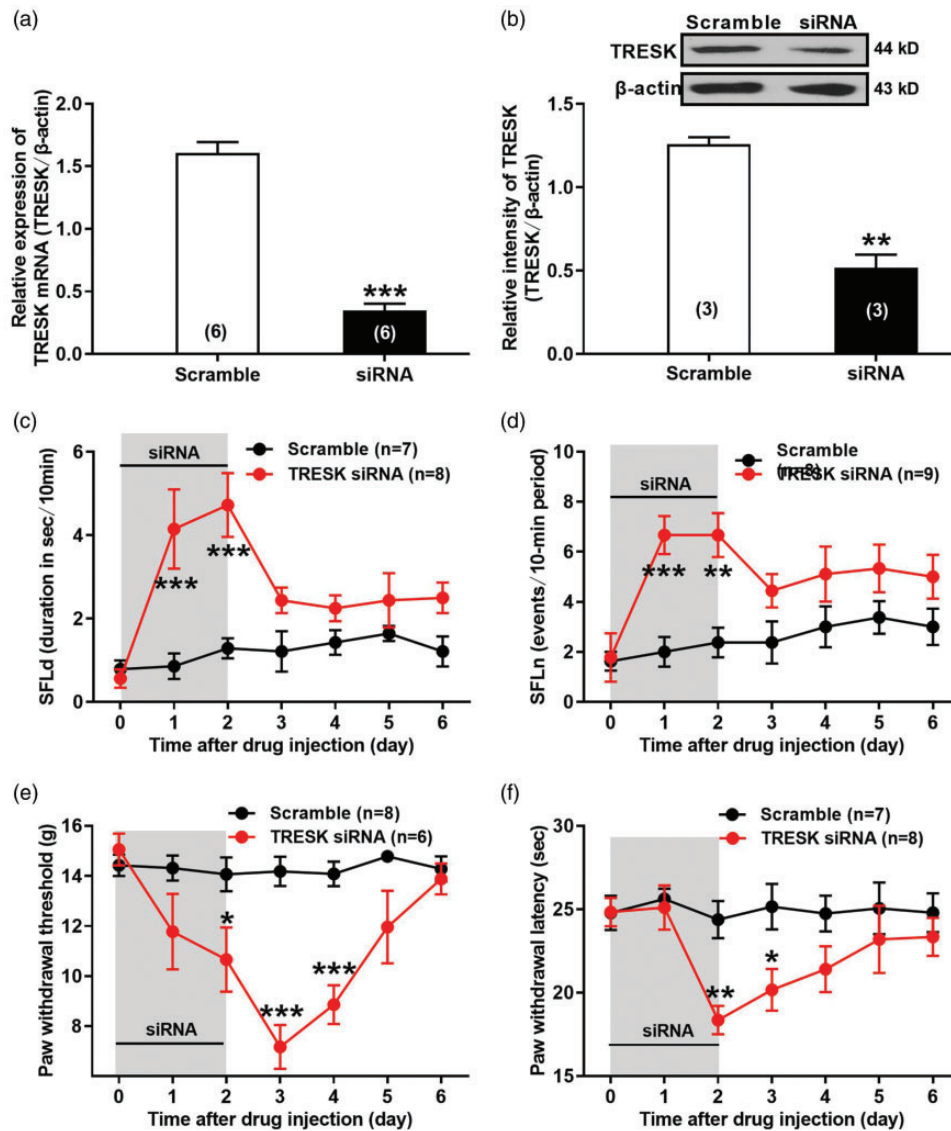 (a)
2.0
1.5
1.0
0.5
0.0
Relative expression of
TRESK mRNA (TRESK/β-actin)
(6)
***
(6)
Scramble
siRNA
(b)
Scramble siRNA
TRESK
44 kD
β-actin
43 kD
1.5
1.0
0.5
0.0
Relative intensity of TRESK
(TRESK/β-actin)
(3)
**
(3)
Scramble
siRNA
(c)
Scramble (n=7)
TRESK siRNA (n=8)
siRNA
***
***
6
4
2
0
SFLd (duration in sec/10min)
0 1 2 3 4 5 6
Time after drug injection (day)
(d)
Scramble
TRESK siRNA (n=9)
siRNA
***
**
10
8
6
4
2
0
SFLn (events/10-min period)
0 1 2 3 4 5 6
Time after drug injection (day)
(e)
Scramble (n=8)
TRESK siRNA (n=6)
16
14
12
10
8
Paw withdrawal threshold (g)
*
***
***
siRNA
0 1 2 3 4 5 6
Time after drug injection (day)
(f)
Scramble (n=7)
TRESK siRNA (n=8)
30
25
20
15
Paw withdrawal latency (sec)
**
*
siRNA
0 1 2 3 4 5 6
Time after drug injection (day)